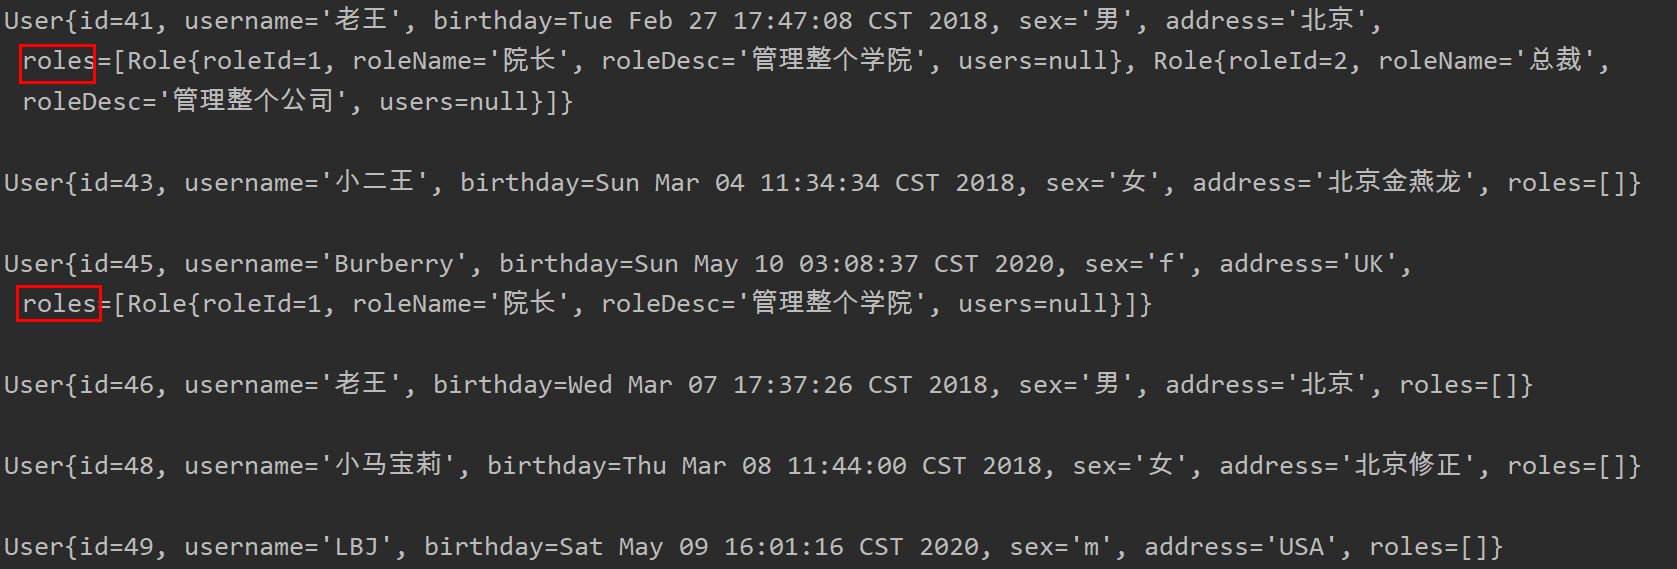 User{id=41, username='老王', birthday=Tue Feb 27 17:47:08 CST 2018, sex='男', address='北京',
roles=[Role{roleId=1, roleName='院长', roleDesc='管理整个学院', users=null}, Role{roleId=2, roleName='总裁',
roleDesc='管理整个公司', users=null}]}
User{id=43, username='小二王', birthday=Sun Mar 04 11:34:34 CST 2018, sex='女', address='北京金燕龙', roles=[]}
User{id=45, username='Burberry', birthday=Sun May 10 03:08:37 CST 2020, sex='f', address='UK',
roles=[Role{roleId=1, roleName='院长', roleDesc='管理整个学院', users=null}]}
User{id=46, username='老王', birthday=Wed Mar 07 17:37:26 CST 2018, sex='男', address='北京', roles=[]}
User{id=48, username='小马宝莉', birthday=Thu Mar 08 11:44:00 CST 2018, sex='女', address='北京修正', roles=[]}
User{id=49, username='LBJ', birthday=Sat May 09 16:01:16 CST 2020, sex='m', address='USA', roles=[]}